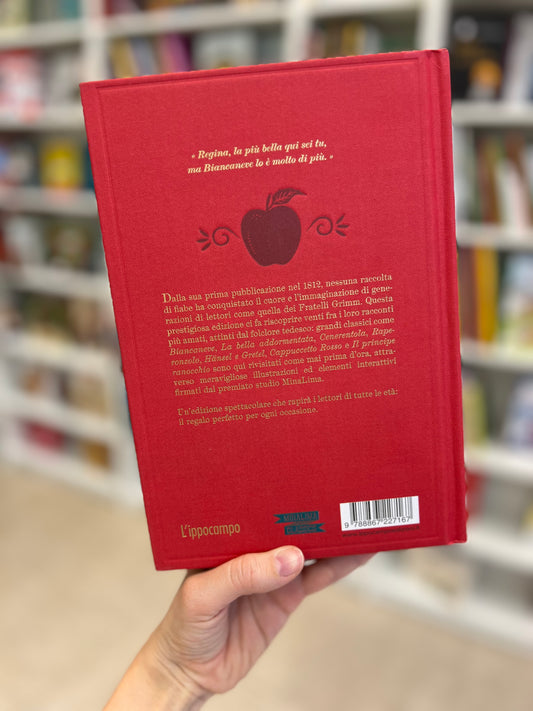 « Regina, la più bella qui sei tu,
ma Biancaneve lo è molto di più. »
Dalla sua prima pubblicazione nel 1812, nessuna raccolta
di fiabe ha conquistato il cuore e l'immaginazione di gene-
razioni di lettori come quella dei Fratelli Grimm. Questa
prestigiosa edizione ci fa riscoprire venti fra i loro racconti
più amati, attinti dal folclore tedesco: grandi classici come
Biancaneve, La bella addormentata, Cenerentola, Rape-
ronzolo, Hänsel e Gretel, Cappuccetto Rosso e Il principe
ranocchio sono qui rivisitati come mai prima d'ora, attra-
verso meravigliose illustrazioni ed elementi interattivi
firmati dal premiato studio MinaLima.
Un'edizione spettacolare che rapirà i lettori di tutte le età:
il regalo perfetto per ogni occasione.
L'ippocampo
MINALIMA
CLASSICS
9 788867 227167